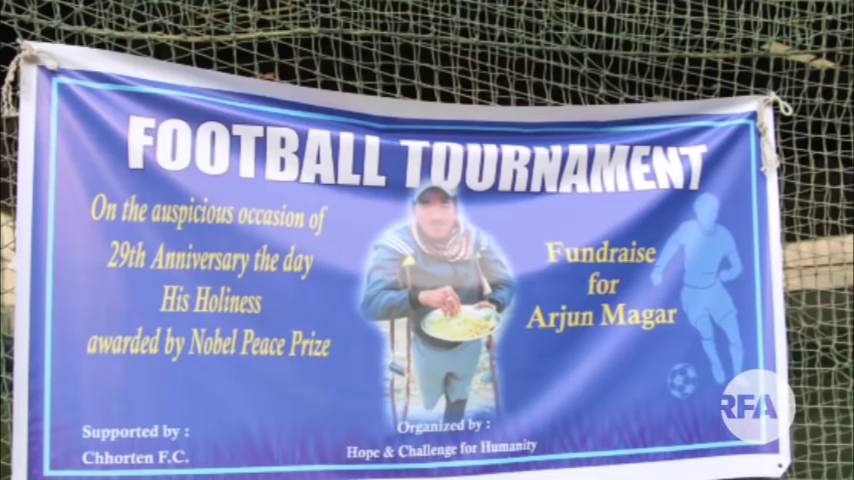 FOOTBALL TOURNAMENT
On the auspicious occasion of
29th Anniversary the day
His Holiness
awarded by Nobel Peace Prize
Fundraise
for
Arjun Magar
Supported by :
Chhorten F.C.
Organized by :
Hope & Challenge for Humanity
RFA